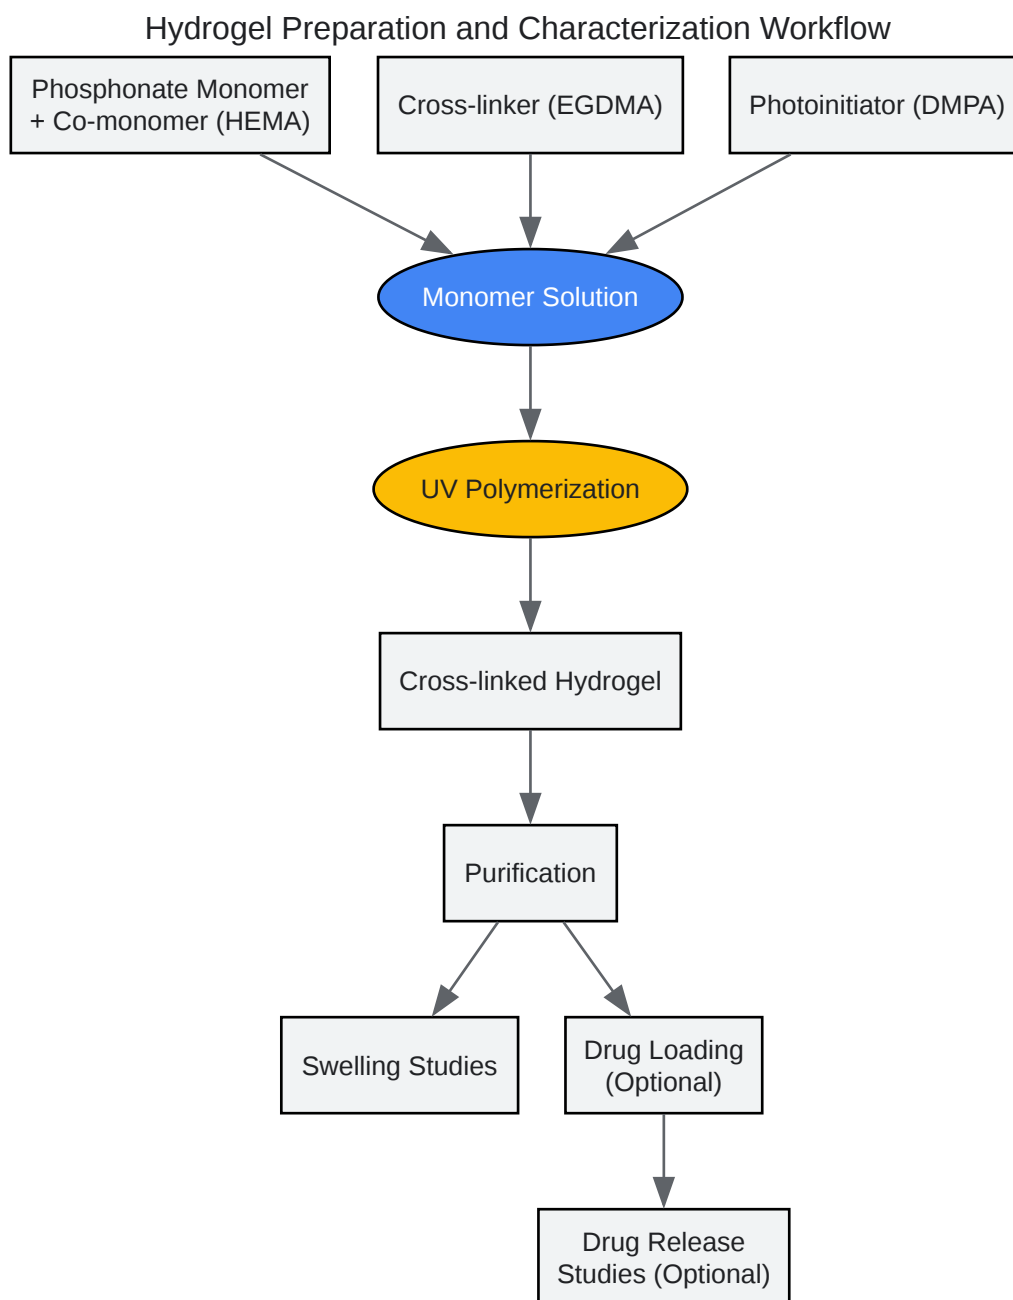 Hydrogel Preparation and Characterization Workflow
Phosphonate Monomer
+ Co-monomer (HEMA)
Cross-linker (EGDMA)
Photoinitiator (DMPA)
Monomer Solution
UV Polymerization
Cross-linked Hydrogel
Purification
Swelling Studies
Drug Loading
(Optional)
Drug Release
Studies (Optional)